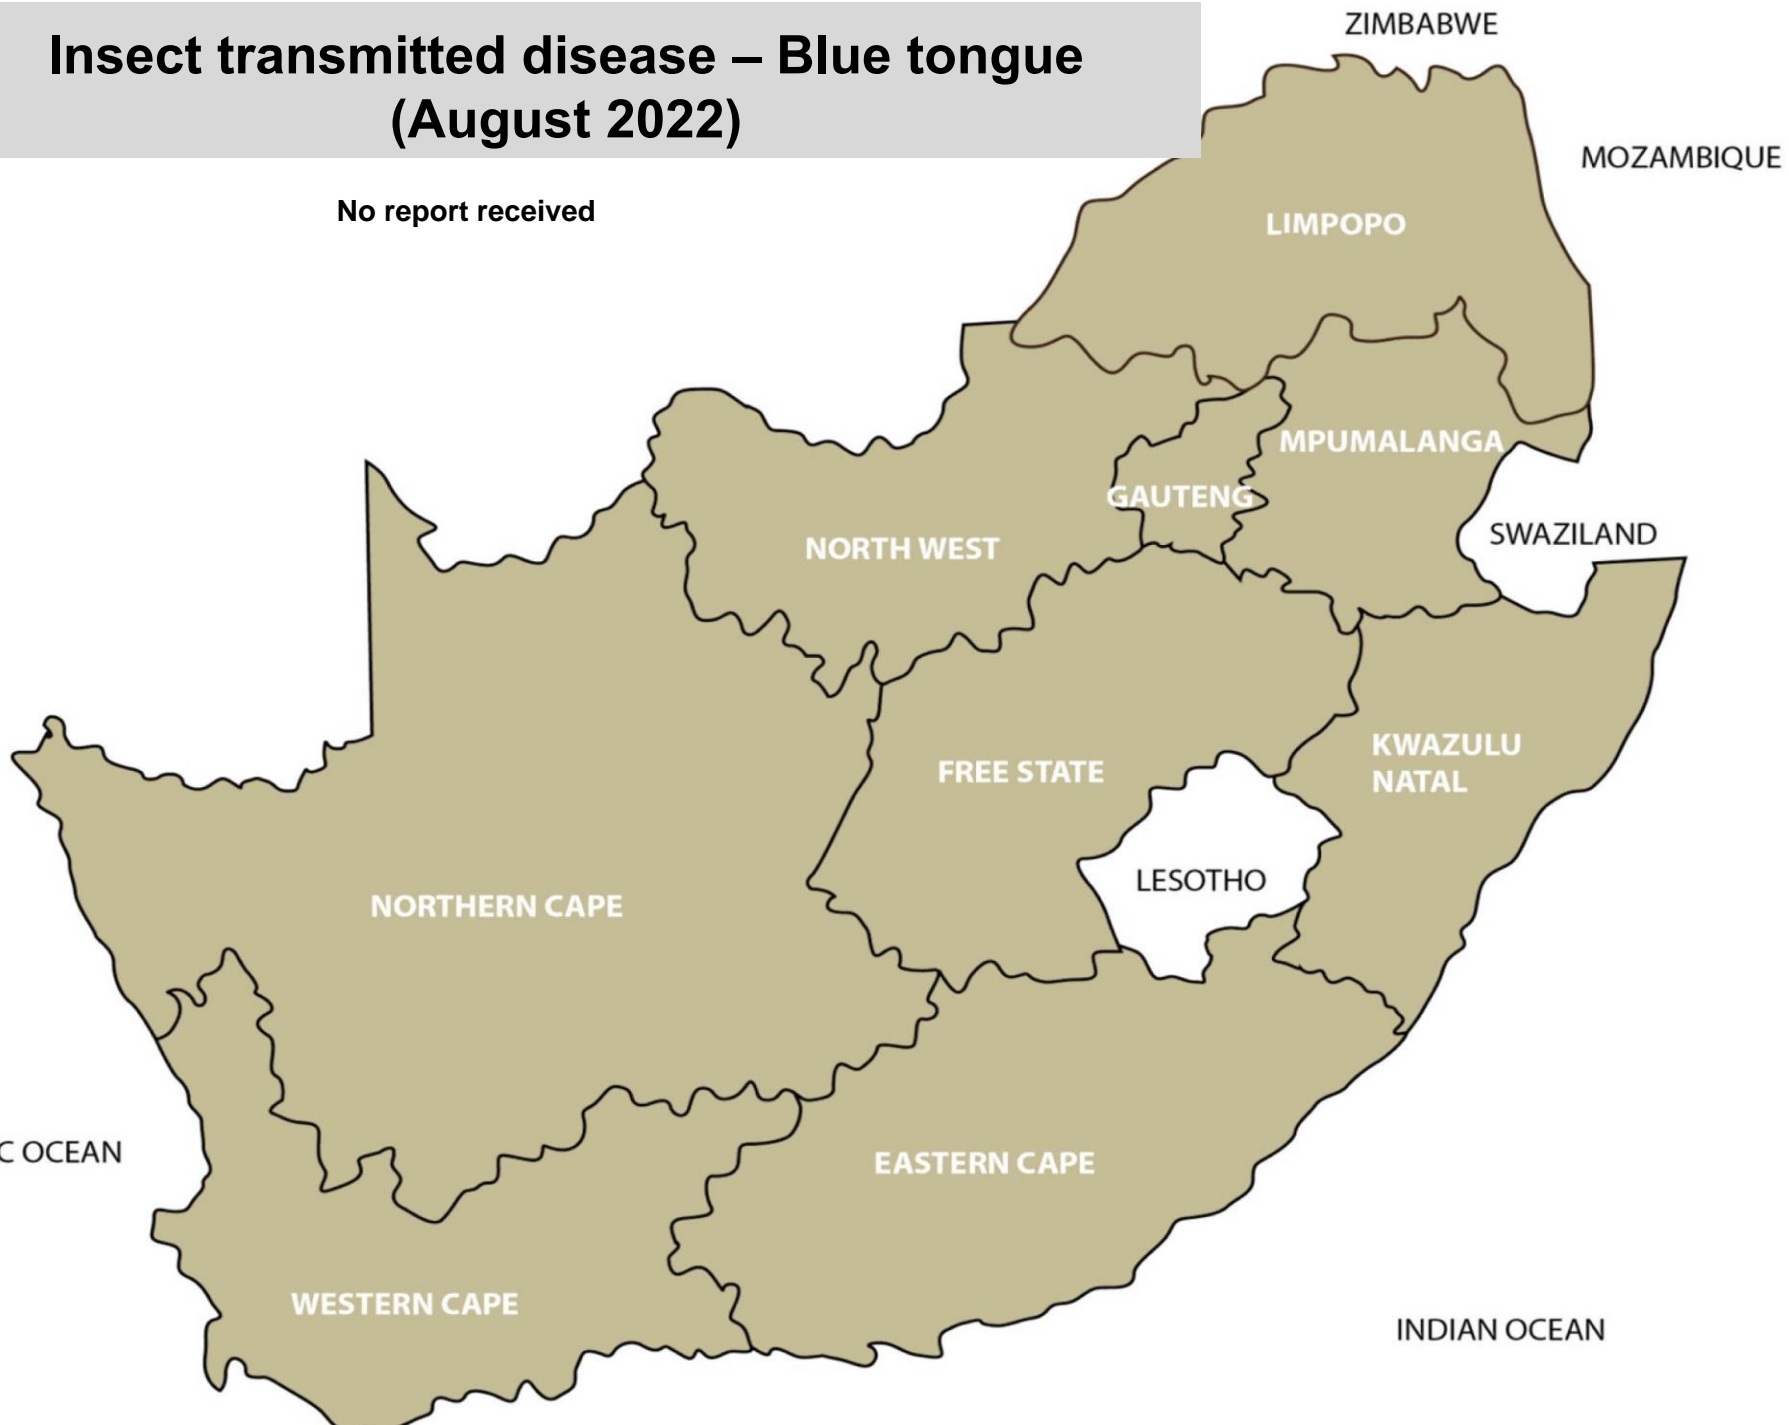 Insect transmitted disease – Blue tongue
(August 2022)
ZIMBABWE
MOZAMBIQUE
No report received
LIMPOPO
MPUMALANGA
GAUTENG
SWAZILAND
NORTH WEST
KWAZULU
NATAL
FREE STATE
LESOTHO
NORTHERN CAPE
C OCEAN
EASTERN CAPE
WESTERN CAPE
INDIAN OCEAN